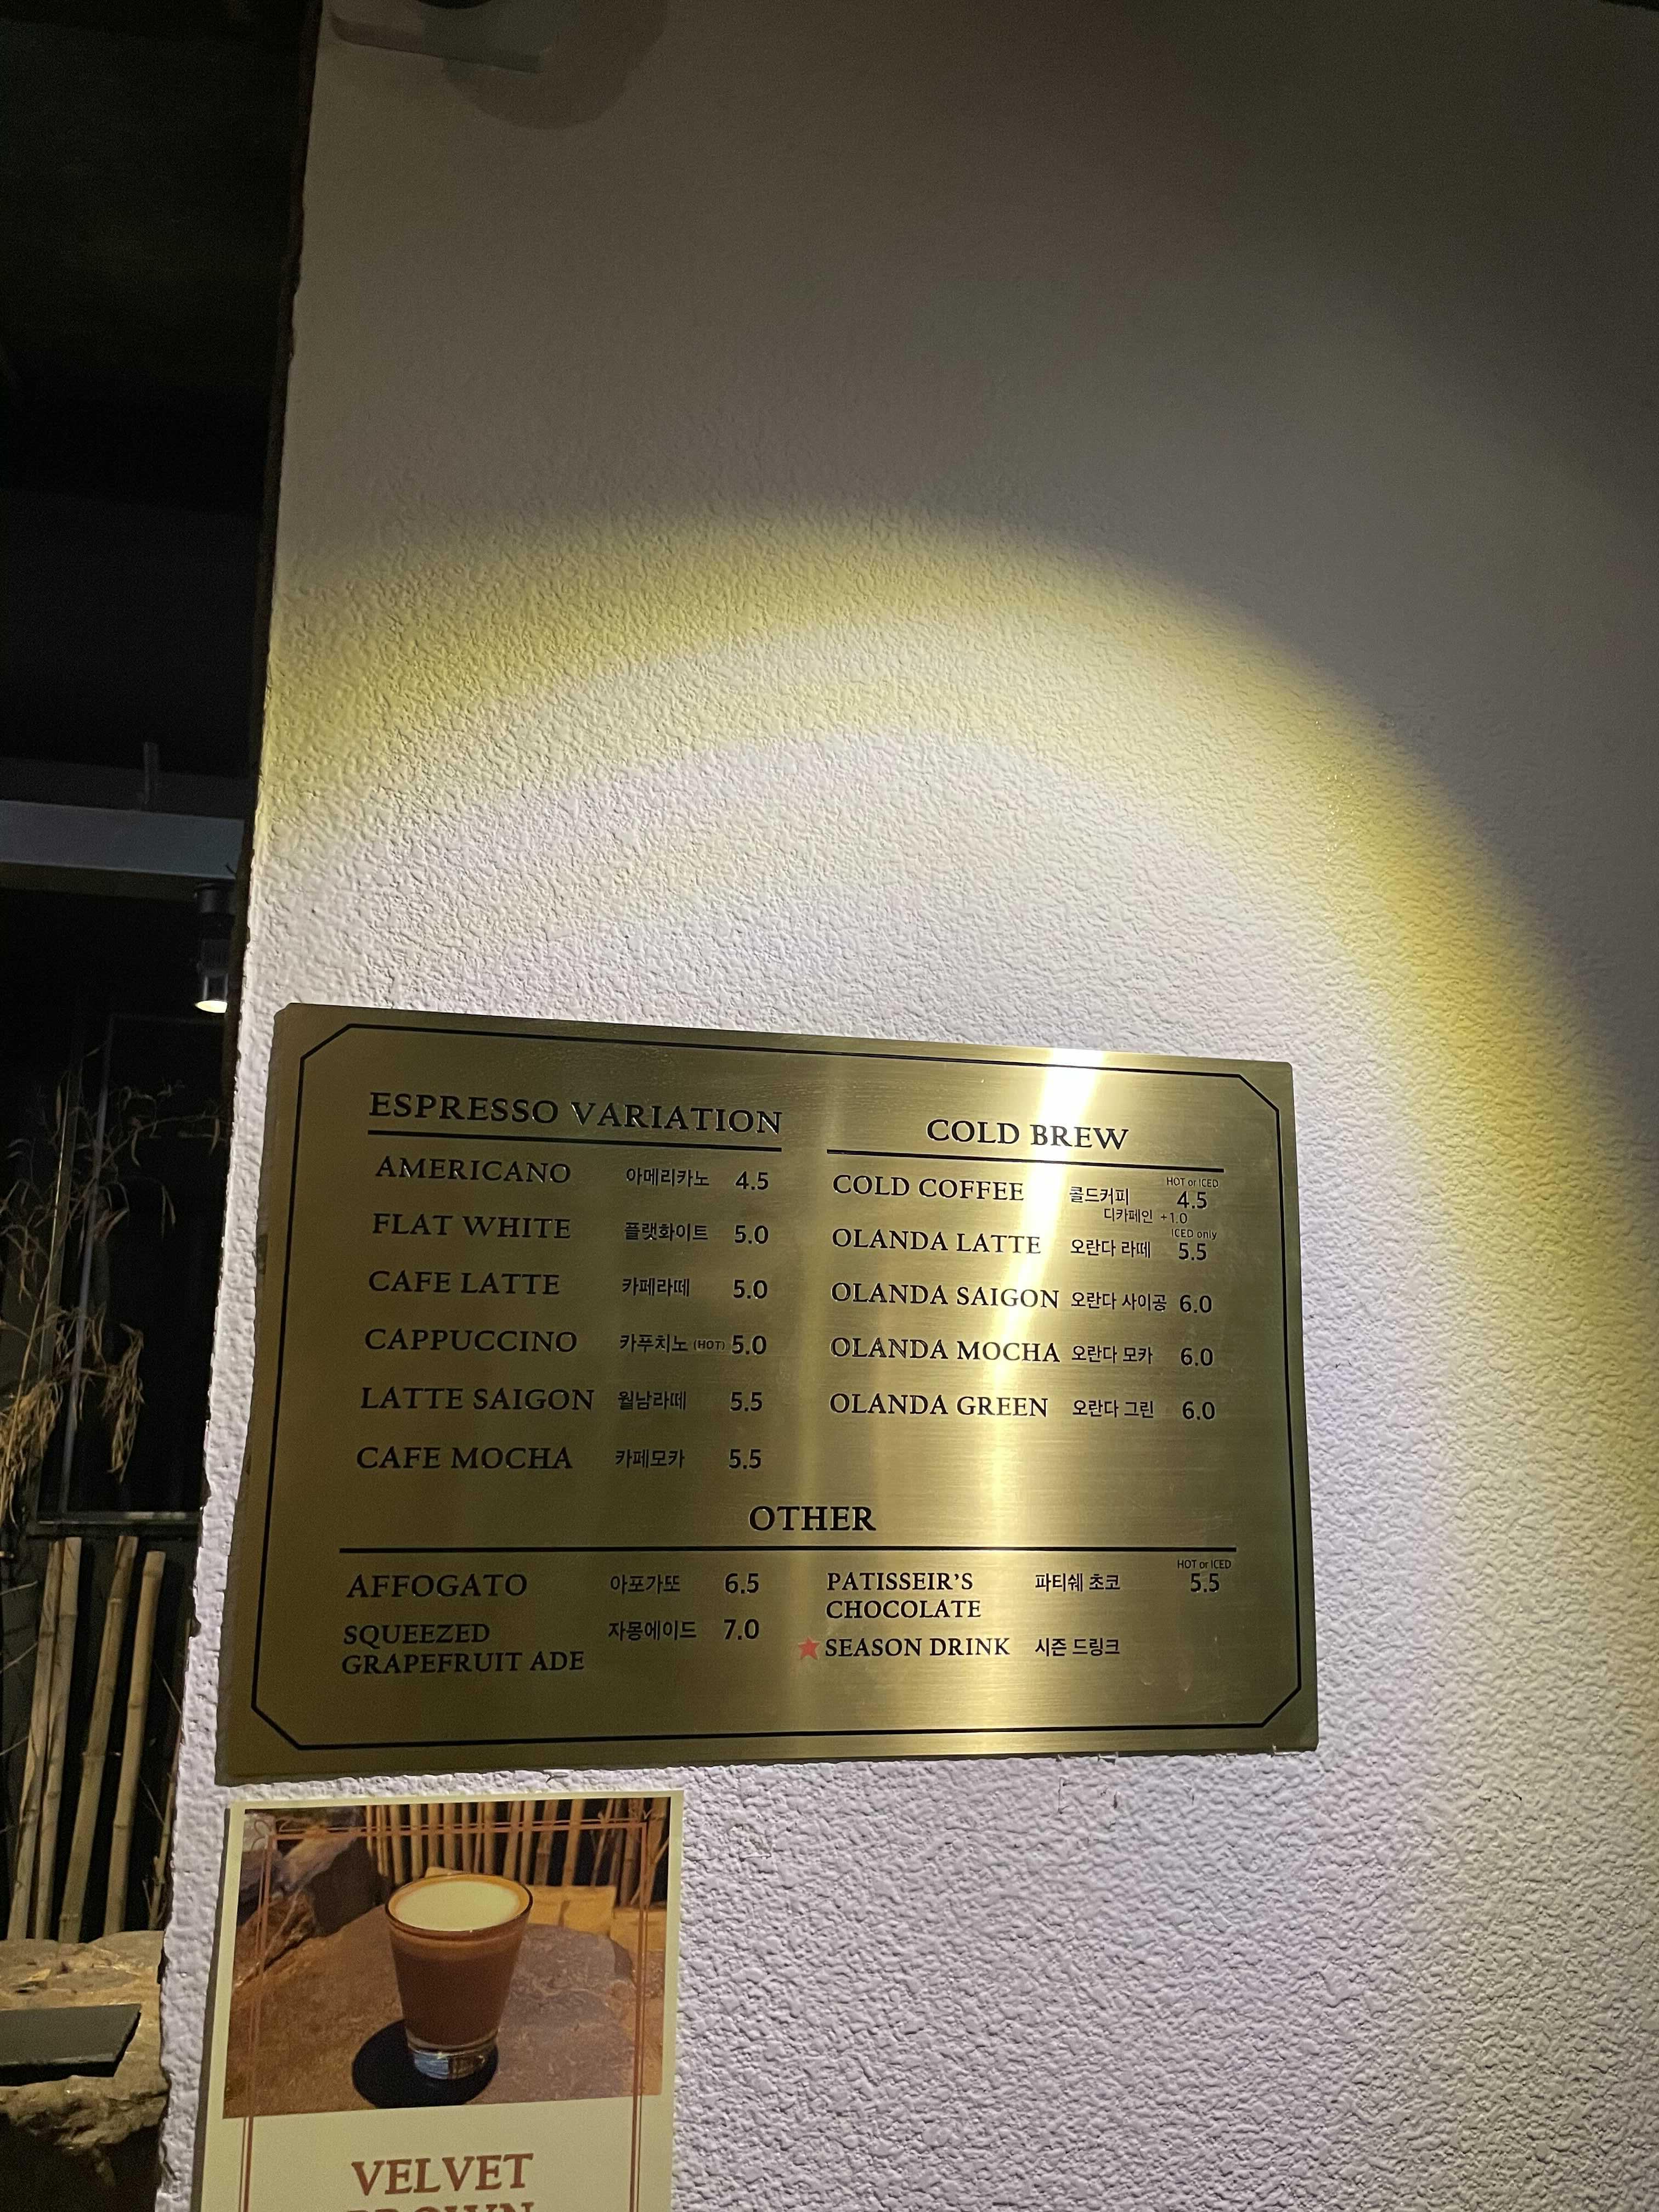 ESPRESSO VARIATION
AMERICANO 아메리카노 4.5
FLAT WHITE 플랫화이트 5.0
CAFE LATTE 카페라떼 5.0
CAPPUCCINO 카푸치노 (HOT) 5.0
LATTE SAIGON 월남라떼 5.5
CAFE MOCHA 카페모카 5.5
COLD BREW
HOT or ICED
COLD COFFEE 콜드커피 4.5
디카페인 +1.0
ICED only
OLANDA LATTE 오란다 라떼 5.5
OLANDA SAIGON 오란다 사이공 6.0
OLANDA MOCHA 오란다 모카 6.0
OLANDA GREEN 오란다 그린 6.0
OTHER
AFFOGATO 아포가또 6.5
SQUEEZED 자몽에이드 7.0
GRAPEFRUIT ADE
HOT or ICED
PATISSEIR'S 파티쉐 초코 5.5
CHOCOLATE
SEASON DRINK 시즌 드링크
VELVET
BROWN